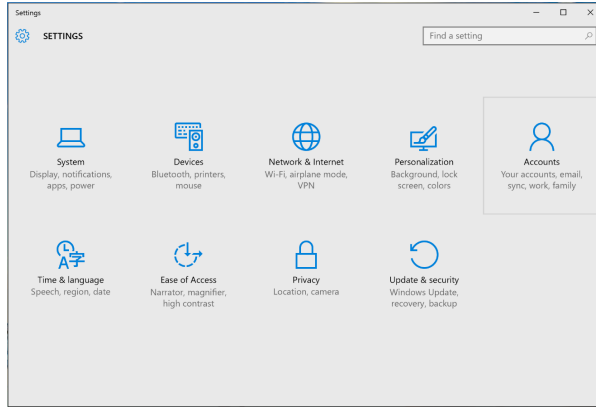 Settings
SETTINGS
Find a setting
System
Display, notifications,
apps, power
Devices
Bluetooth, printers,
mouse
Network & Internet
Wi-Fi, airplane mode,
VPN
Personalization
Background, lock
screen, colors
Accounts
Your accounts, email,
sync, work, family
A字
Time & language
Speech, region, date
Ease of Access
Narrator, magnifier,
high contrast
Privacy
Location, camera
Update & security
Windows Update,
recovery, backup